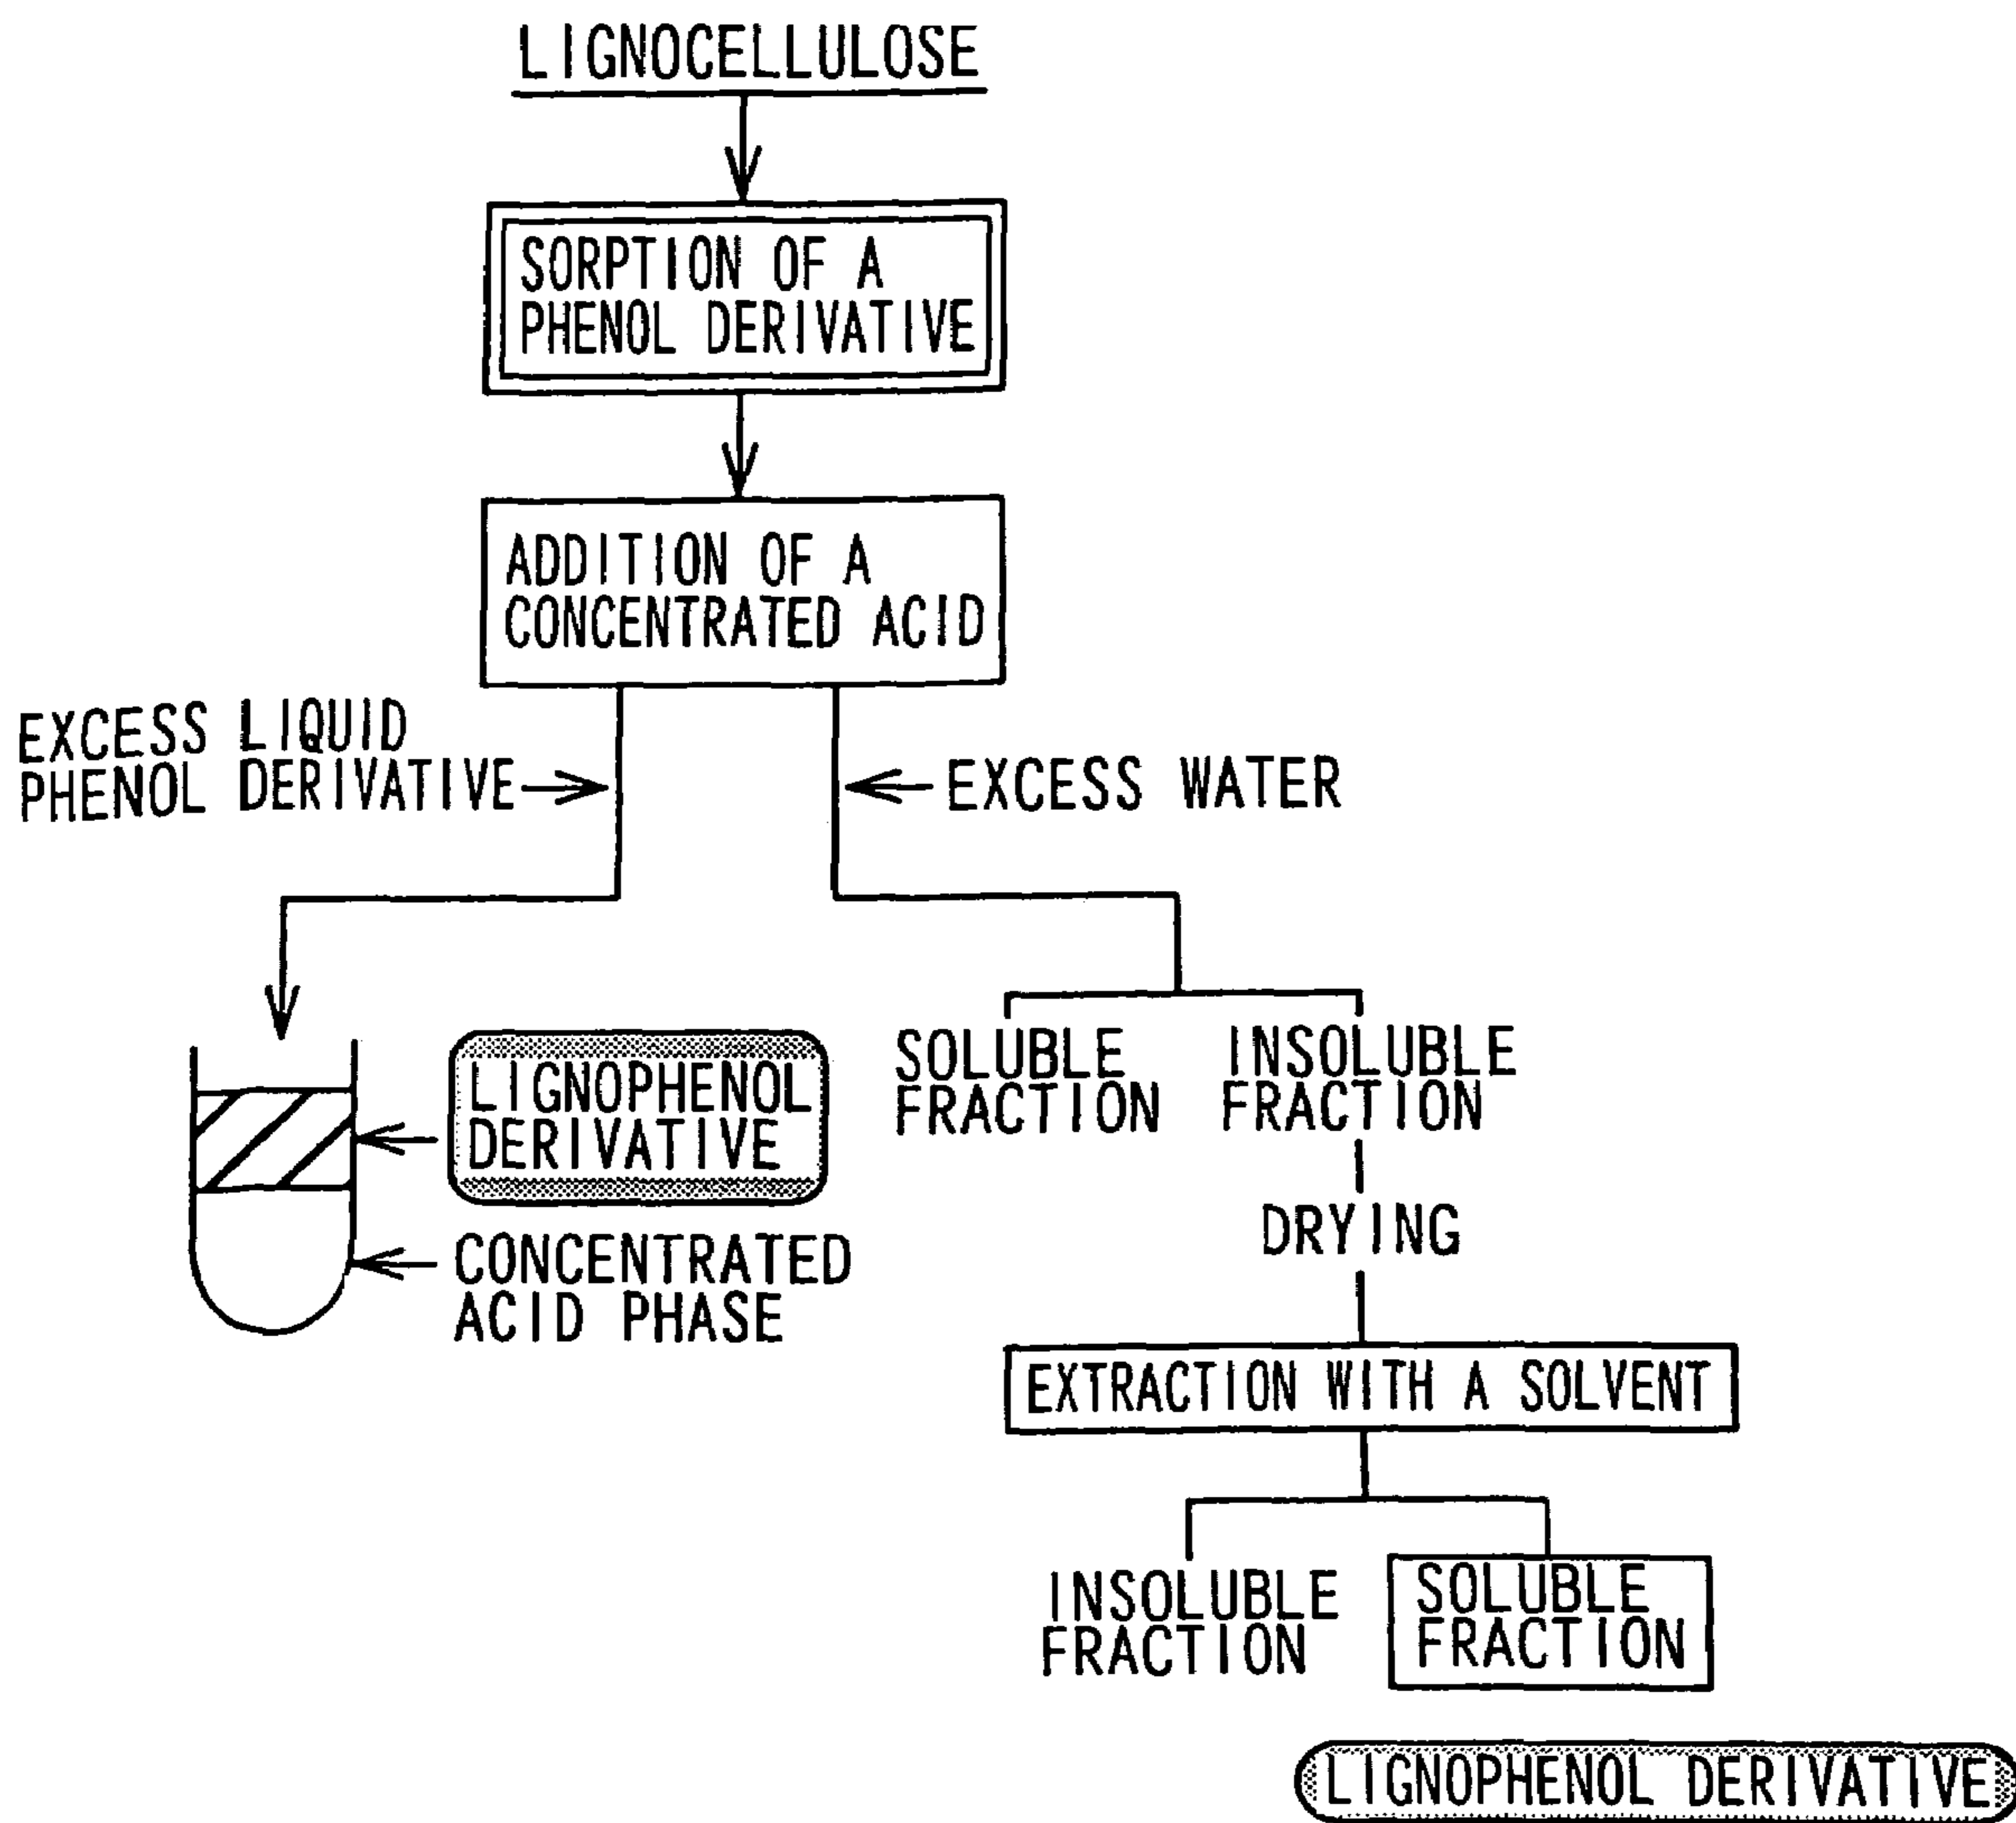 LIGNOCELLULOSE
SORPTION OF A
PHENOL DERIVATIVE
ADDITION OF A
CONCENTRATED ACID
EXCESS LIQUID
PHENOL DERIVATIVE
EXCESS WATER
LIGNOPHENOL
DERIVATIVE
CONCENTRATED
ACID PHASE
SOLUBLE
FRACTION
INSOLUBLE
FRACTION
DRYING
EXTRACTION WITH A SOLVENT
INSOLUBLE
FRACTION
SOLUBLE
FRACTION
LIGNOPHENOL DERIVATIVE